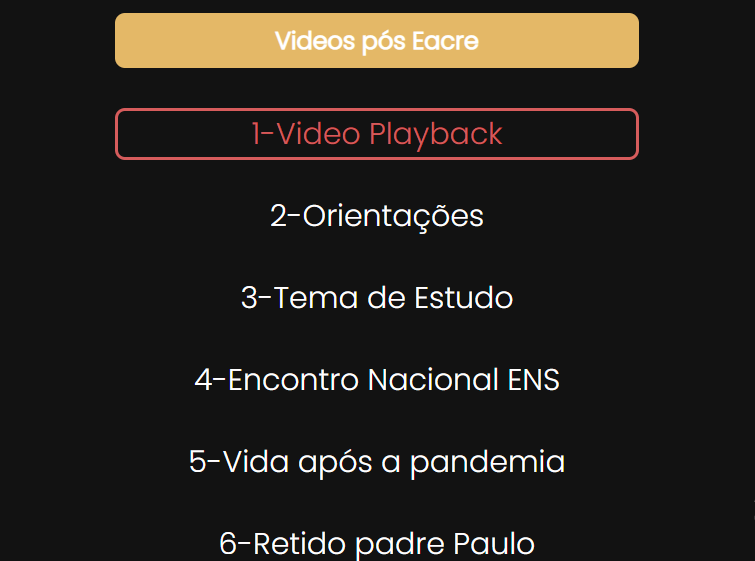 Videos pós Eacre
1-Video Playback
2-Orientações
3-Tema de Estudo
4-Encontro Nacional ENS
5-Vida após a pandemia
6-Retido padre Paulo